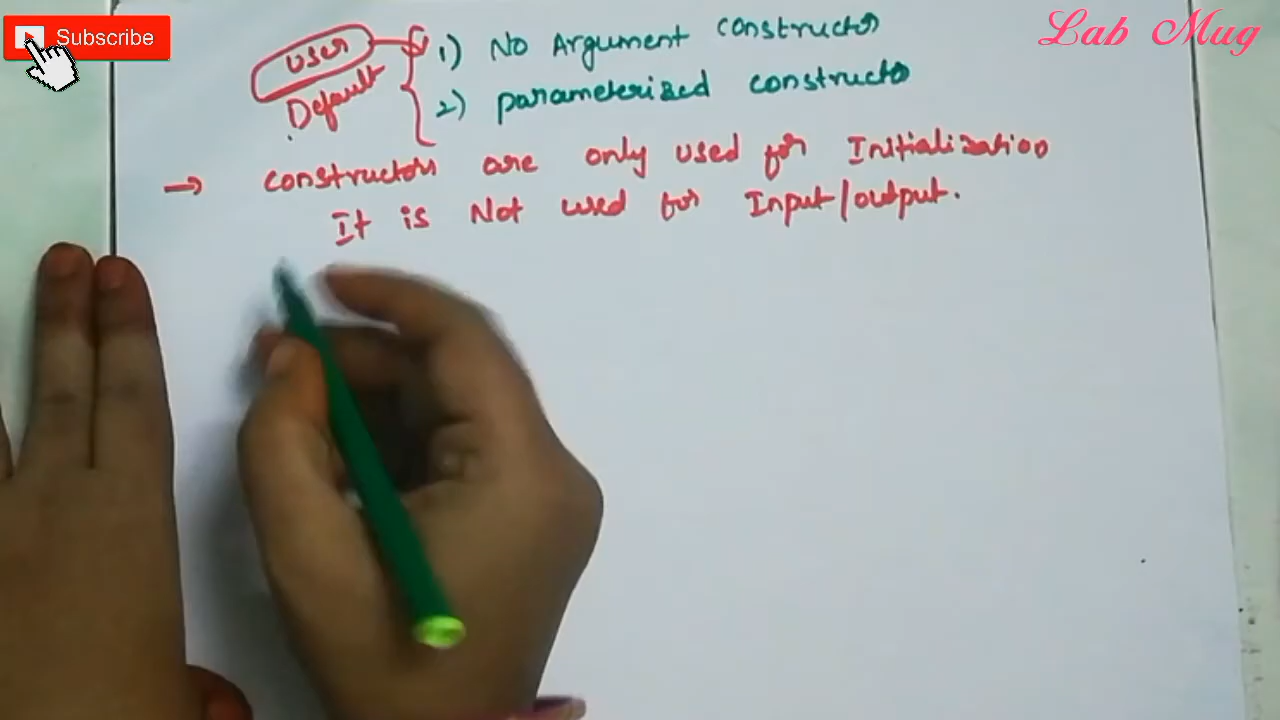 Subscribe
Lab Mug
User
Default
1) No Argument constructor
2) parameterized constructor
→ constructors are only used for Initialization
It is Not used for Input/output.